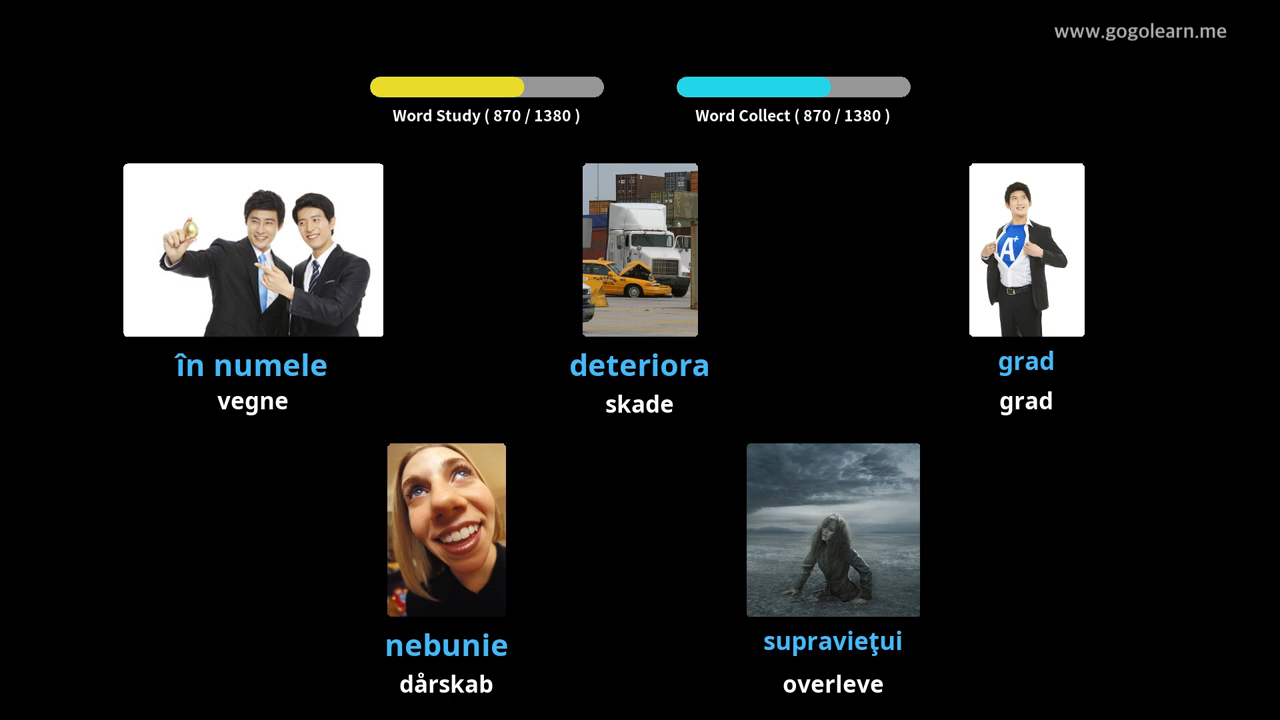 www.gogolearn.me
Word Study ( 870 / 1380 )
Word Collect ( 870 / 1380 )
A+
în numele
vegne
deteriora
skade
grad
grad
nebunie
dårskab
supravieţui
overleve